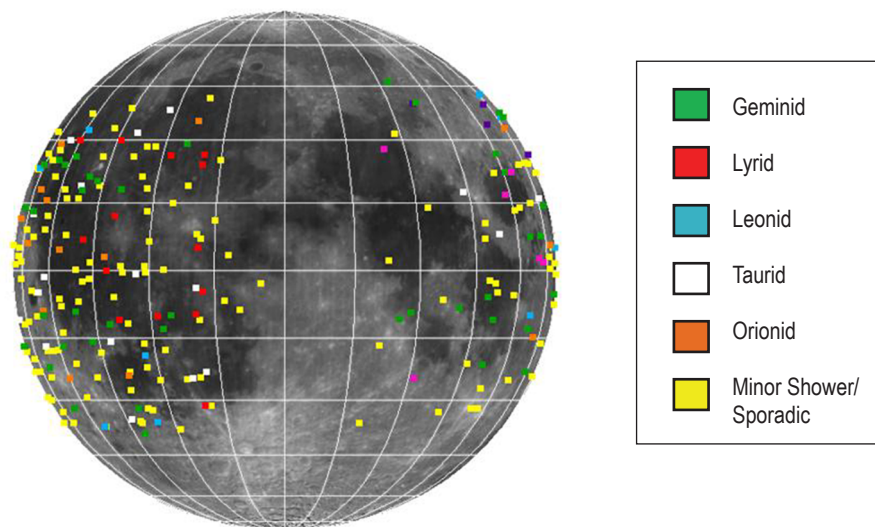 Geminid
Lyrid
Leonid
Taurid
Orionid
Minor Shower/
Sporadic